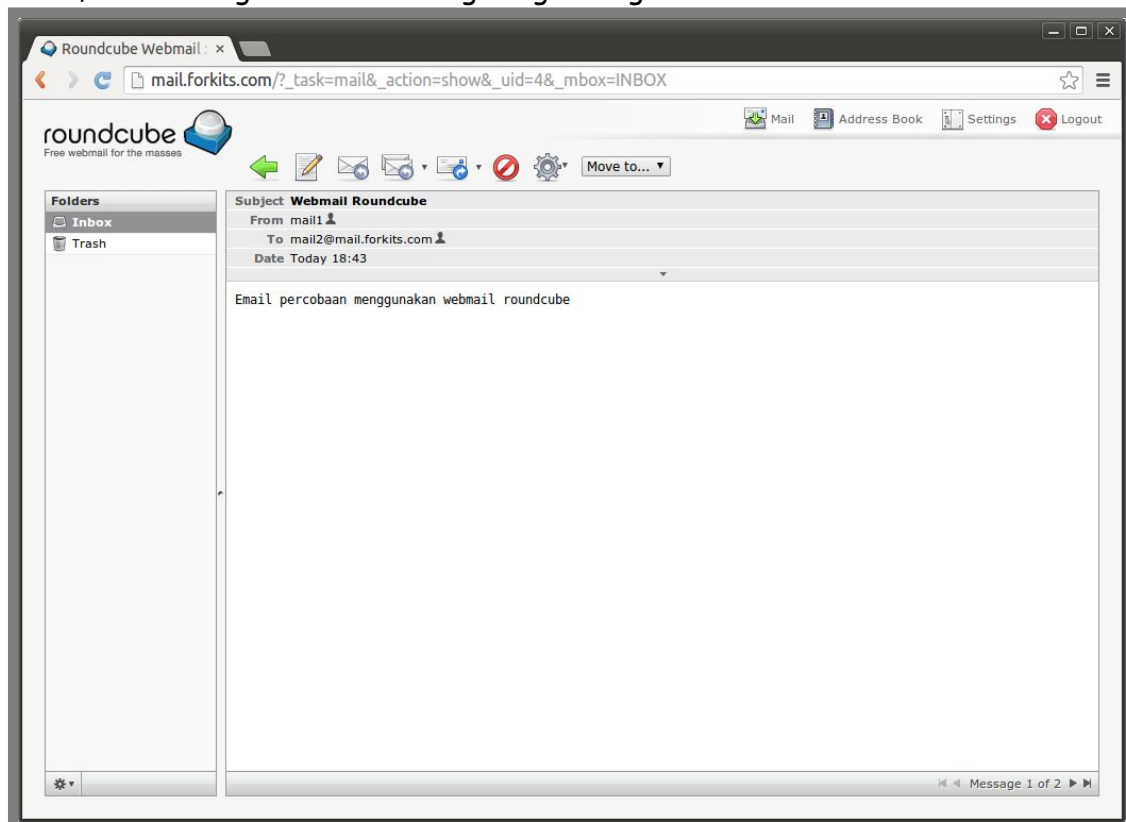 Roundcube Webmail :
mail.forkits.com/?_task=mail&_action=show&_uid=4&_mbox=INBOX
Mail Address Book Settings Logout
roundcube
Free webmail for the masses
Move to...
Folders
Inbox
Trash
Subject Webmail Roundcube
From mail1
To mail2@mail.forkits.com
Date Today 18:43
Email percobaan menggunakan webmail roundcube
Message 1 of 2